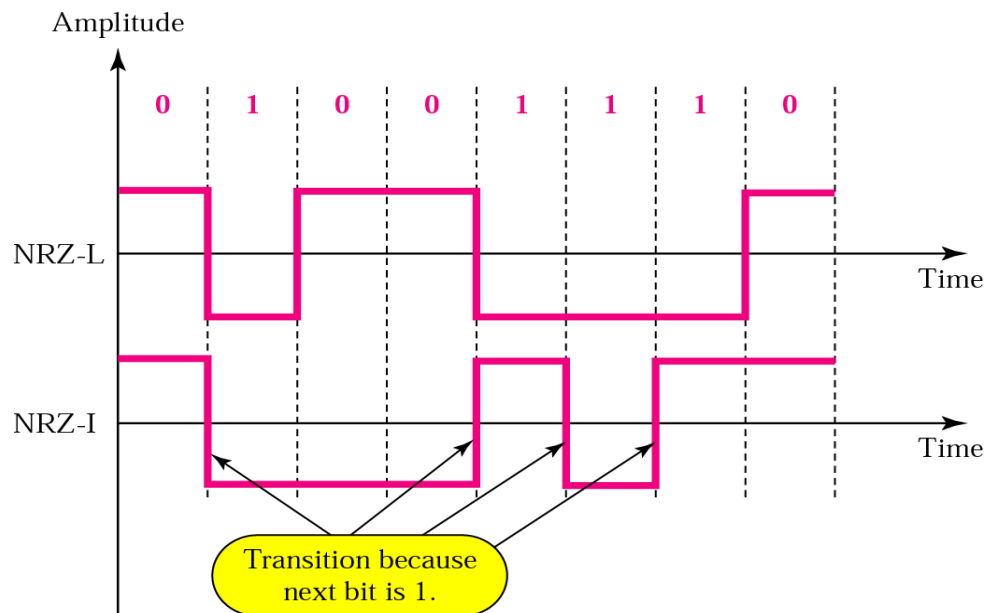 Amplitude
0 1 0 0 1 1 1 0
NRZ-L
Time
NRZ-I
Time
Transition because
next bit is 1.